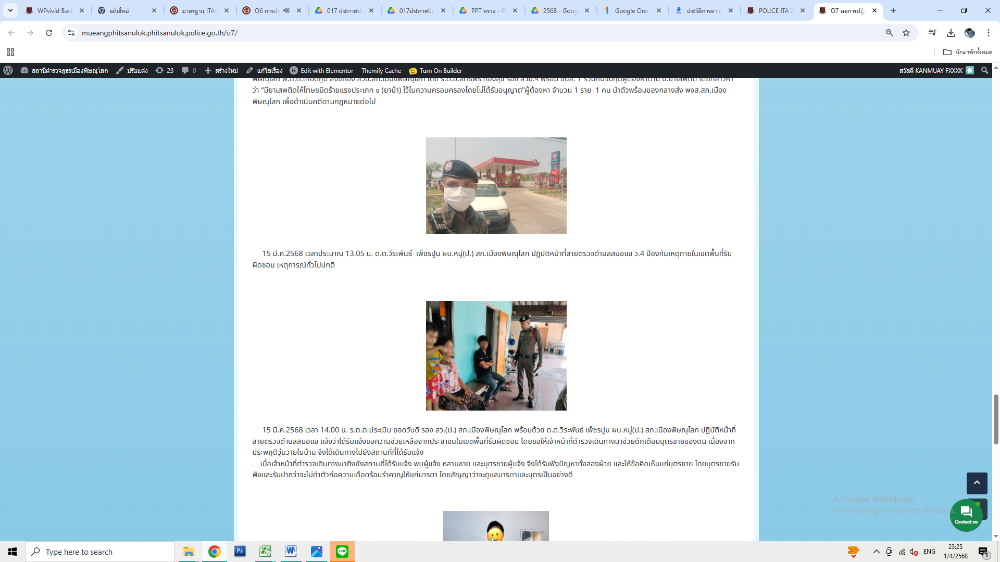 WPvivid Bac
แท็บใหม่
มาตรฐาน ITA
O6 การปร
017 ประกาศช
017ประกาศป้
PPT ตรวจ - G
2568 - Goog
Google One
ประวัติการดาว
POLICE ITA 2
O7 ผลการปฏิบ
mueangphitsanulok.phitsanulok.police.go.th/o7/
บุ๊กมาร์กทั้งหมด
สถานีตำรวจภูธรเมืองพิษณุโลก ปรับแต่ง 23 0 สร้างใหม่ แก้ไขเรื่อง Edit with Elementor Themify Cache Turn On Builder สวัสดี KANMUAY FXXXK
ว่า “มียาเสพติดให้โทษชนิดร้ายแรงประเภท ๑ (ยาบ้า) ไว้ในความครอบครองโดยไม่ได้รับอนุญาต”ผู้ต้องหา จำนวน 1 ราย 1 คน นำตัวพร้อมของกลางส่ง พงส.สภ.เมือง
พิษณุโลก เพื่อดำเนินคดีตามกฎหมายต่อไป
15 มี.ค.2568 เวลาประมาณ 13.05 น. ด.ต.วีระพันธ์ เพ็ชรปูน ผบ.หมู่(ป.) สภ.เมืองพิษณุโลก ปฏิบัติหน้าที่สายตรวจตำบลสมอแข ว.4 ป้องกันเหตุภายในเขตพื้นที่รับ
ผิดชอบ เหตุการณ์ทั่วไปปกติ
15 มี.ค.2568 เวลา 14.00 น. ร.ต.ต.ประเมิน ยอดวันดี รอง สว.(ป.) สภ.เมืองพิษณุโลก พร้อมด้วย ด.ต.วีระพันธ์ เพ็ชรปูน ผบ.หมู่(ป.) สภ.เมืองพิษณุโลก ปฏิบัติหน้าที่
สายตรวจตำบลสมอแข แจ้งว่าได้รับแจ้งขอความช่วยเหลือจากประชาชนในเขตพื้นที่รับผิดชอบ โดยขอให้เจ้าหน้าที่ตำรวจเดินทางมาช่วยตักเตือนบุตรชายของตน เนื่องจาก
ประพฤติวุ่นวายในบ้าน จึงได้เดินทางไปยังสถานที่ที่ได้รับแจ้ง
เมื่อเจ้าหน้าที่ตำรวจเดินทางมาถึงยังสถานที่ได้รับแจ้ง พบผู้แจ้ง หลานชาย และบุตรชายผู้แจ้ง จึงได้รับฟังปัญหาทั้งสองฝ่าย และให้ข้อคิดเห็นแก่บุตรชาย โดยบุตรชายรับ
ฟังและรับปากว่าจะไม่ทำตัวก่อความเดือดร้อนรำคาญให้แก่มารดา โดยสัญญาว่าจะดูแลมารดาและบุตรเป็นอย่างดี
Activate Windows
Go to Settings to activate Windows.
Contact us
Type here to search
Ps
LINE
ENG
23:25
1/4/2568
1